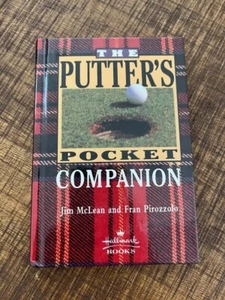 THE
PUTTER'S
POCKET
COMPANION
Jim McLean and Fran Pirozzolo
Hallmark
BOOKS